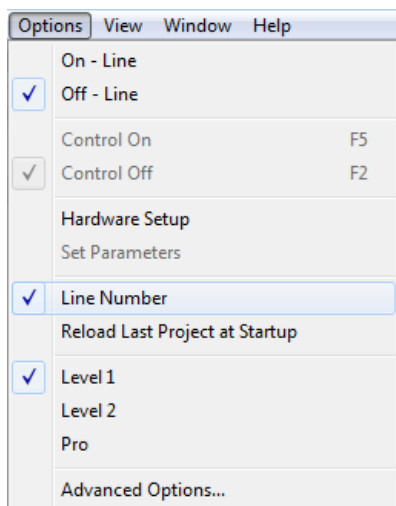 Options View Window Help
On - Line
Off - Line
Control On F5
Control Off F2
Hardware Setup
Set Parameters
Line Number
Reload Last Project at Startup
Level 1
Level 2
Pro
Advanced Options...